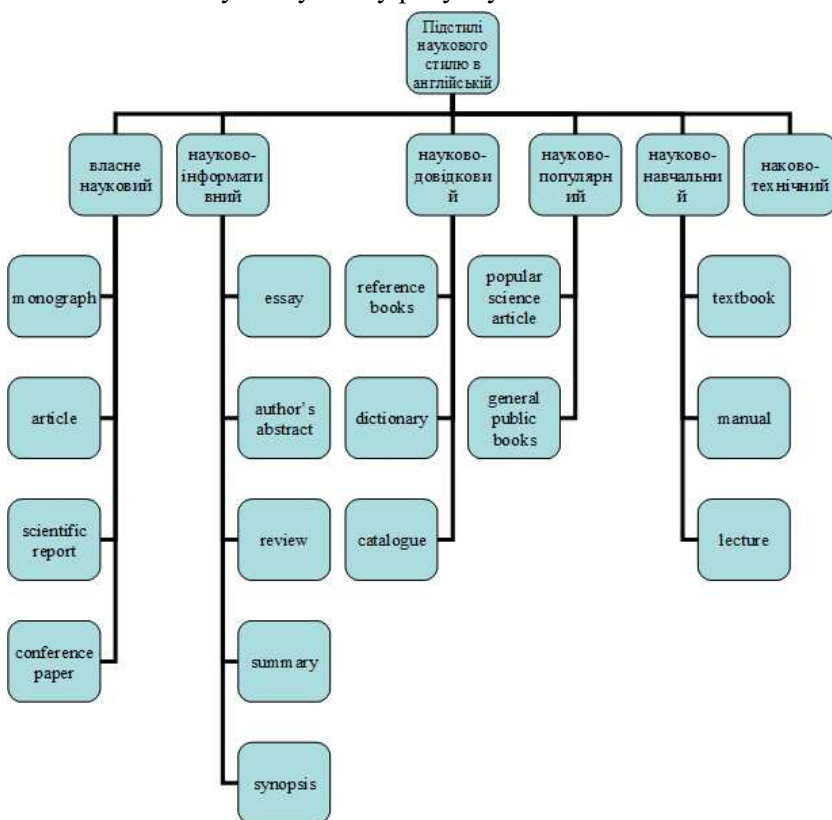 Підстилі
наукового
стилю в
англійській
власне
науковий
науково-
інформати
вний
науково-
довідкови
й
науково-
популярн
ий
науково-
навчальни
й
наково-
технічний
monograph
article
scientific
report
conference
paper
essay
author's
abstract
review
summary
synopsis
reference
books
dictionary
catalogue
popular
science
article
general
public
books
textbook
manual
lecture